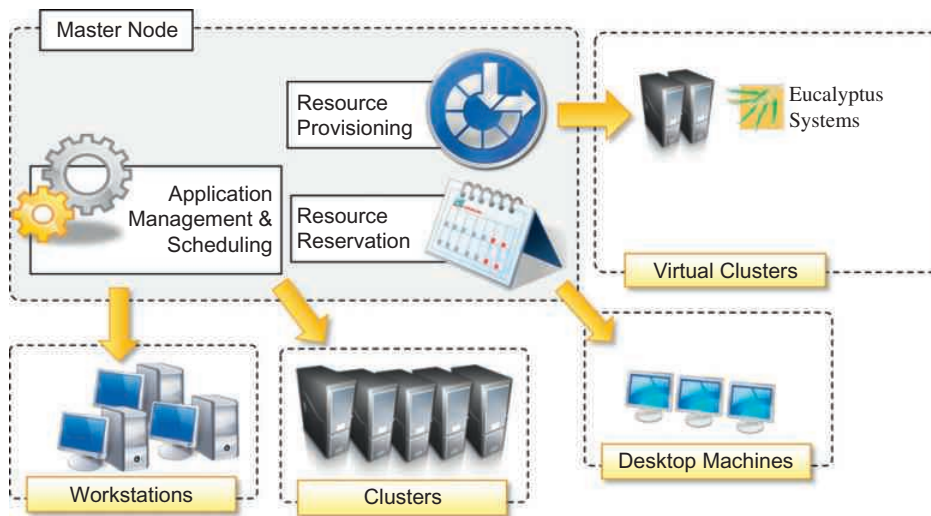 Master Node
Resource
Provisioning
Eucalyptus
Systems
Application
Management &
Scheduling
Resource
Reservation
Virtual Clusters
Workstations
Clusters
Desktop Machines